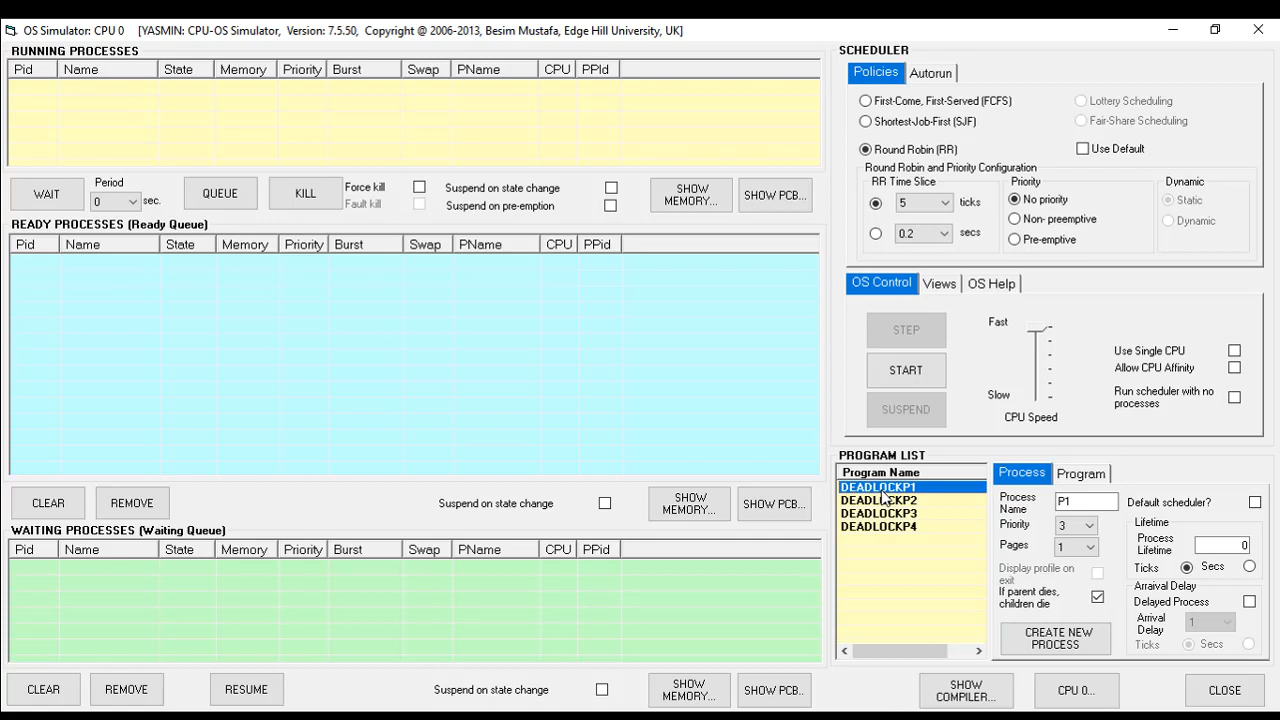 OS Simulator: CPU 0 [YASMIN: CPU-OS Simulator, Version: 7.5.50, Copyright @ 2006-2013, Besim Mustafa, Edge Hill University, UK]
RUNNING PROCESSES
Pid Name State Memory Priority Burst Swap PName CPU PPId
WAIT
Period
0 sec.
QUEUE
KILL
Force kill
Fault kill
Suspend on state change
Suspend on pre-emption
SHOW MEMORY...
SHOW PCB...
READY PROCESSES (Ready Queue)
Pid Name State Memory Priority Burst Swap PName CPU PPId
CLEAR
REMOVE
Suspend on state change
SHOW MEMORY...
SHOW PCB...
WAITING PROCESSES (Waiting Queue)
Pid Name State Memory Priority Burst Swap PName CPU PPId
CLEAR
REMOVE
RESUME
Suspend on state change
SHOW MEMORY...
SHOW PCB..
SCHEDULER
Policies Autorun
First-Come, First-Served (FCFS)
Shortest-Job-First (SJF)
Round Robin (RR)
Lottery Scheduling
Fair-Share Scheduling
Use Default
Round Robin and Priority Configuration
RR Time Slice
5 ticks
0.2 secs
Priority
No priority
Non- preemptive
Pre-emptive
Dynamic
Static
Dynamic
OS Control Views OS Help
STEP
START
SUSPEND
Fast
Slow
CPU Speed
Use Single CPU
Allow CPU Affinity
Run scheduler with no
processes
PROGRAM LIST
Program Name
DEADLOCKP1
DEADLOCKP2
DEADLOCKP3
DEADLOCKP4
Process Program
Process
Name
P1
Priority 3
Pages 1
Display profile on
exit
If parent dies,
children die
CREATE NEW
PROCESS
Default scheduler?
Lifetime
Process
Lifetime
0
Ticks Secs
Arraival Delay
Delayed Process
Arrival
Delay
1
Ticks Secs
SHOW
COMPILER...
CPU 0...
CLOSE